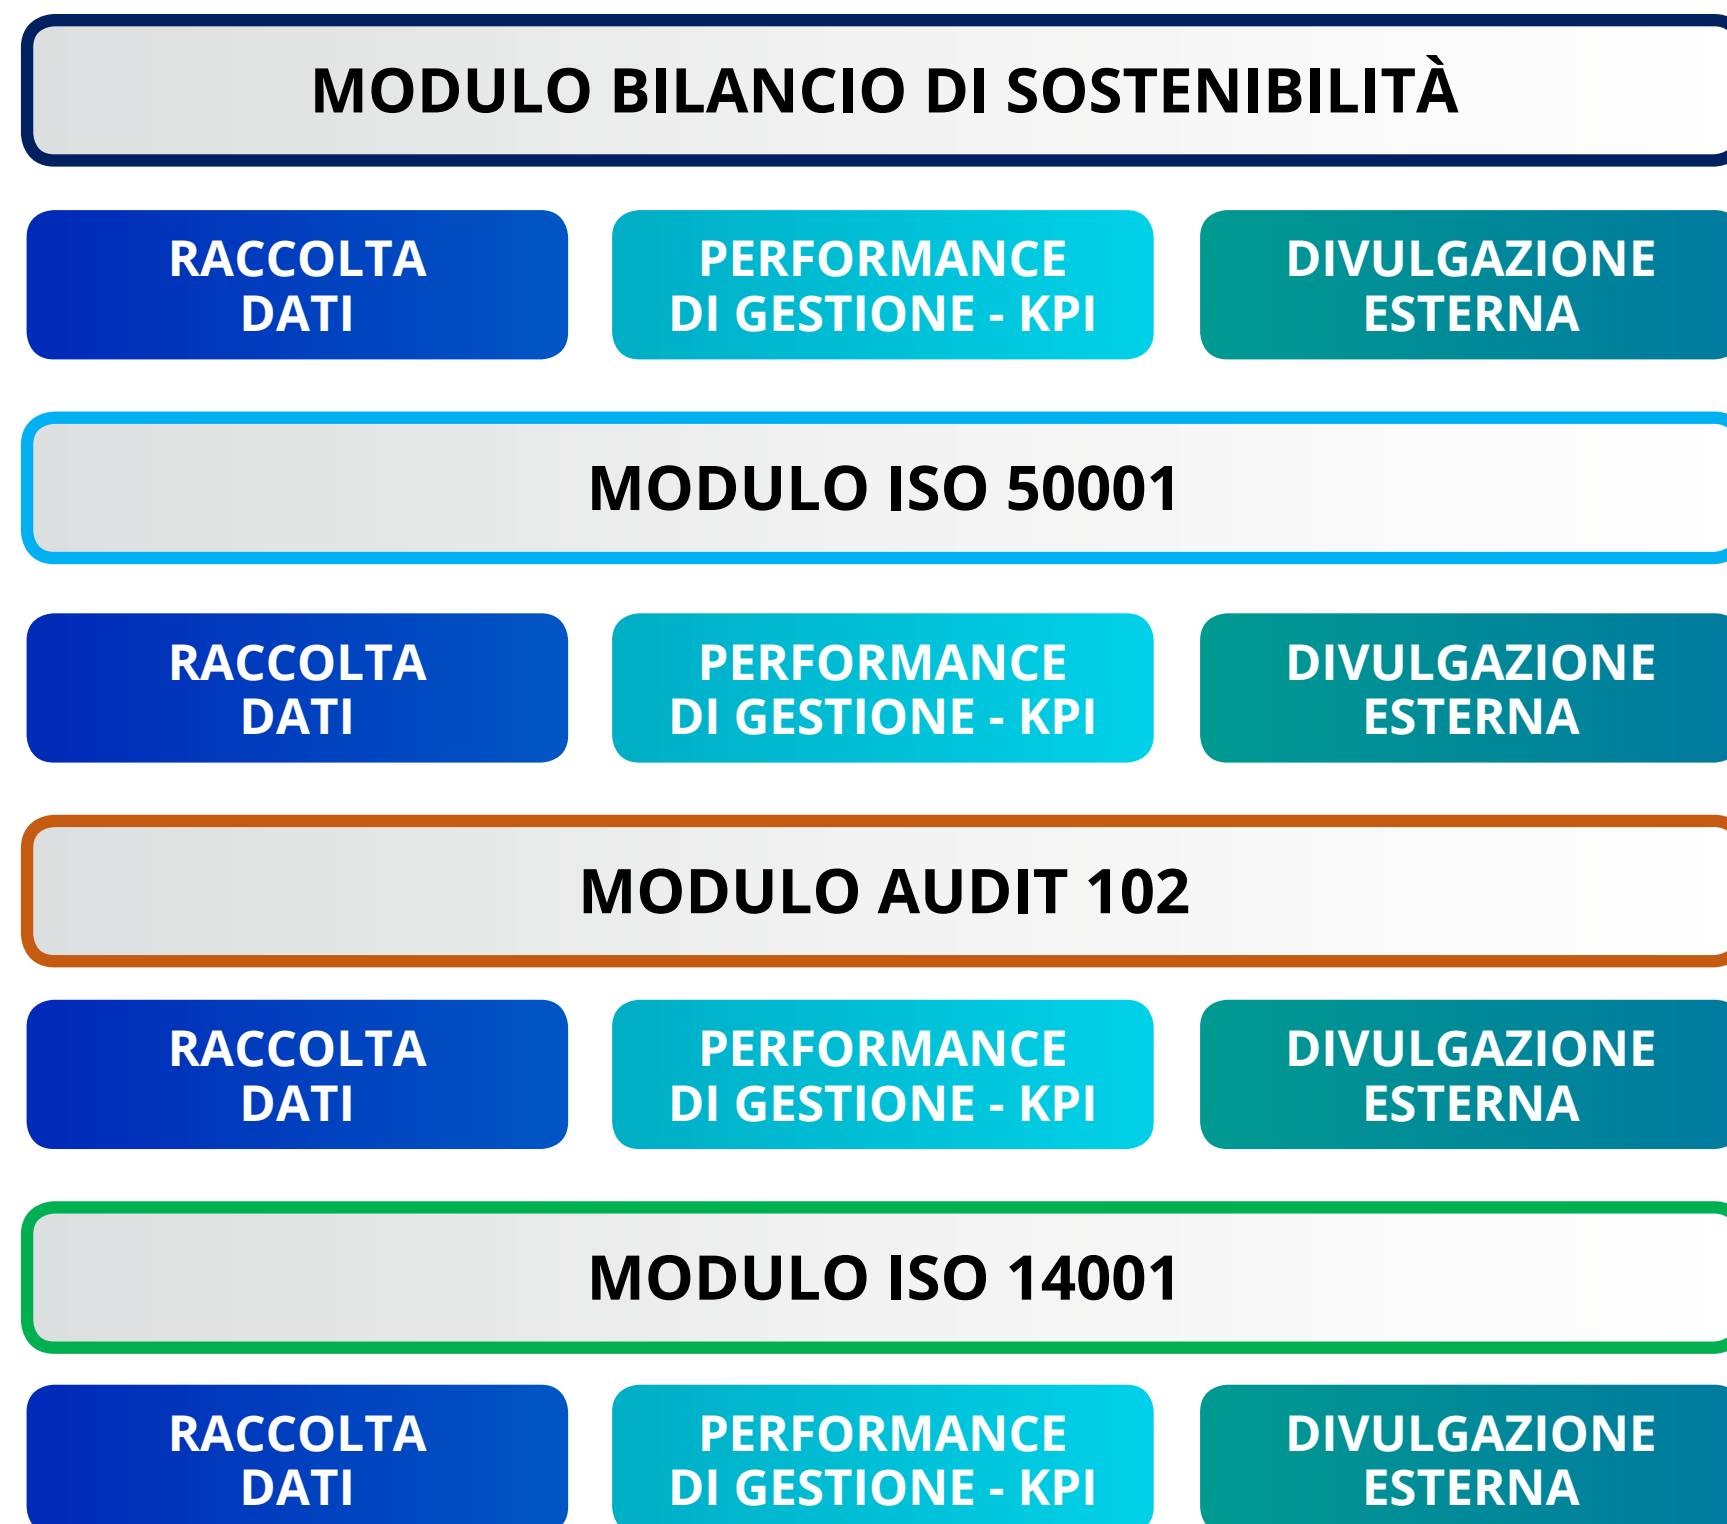 MODULO BILANCIO DI SOSTENIBILITÀ
RACCOLTA
DATI
PERFORMANCE
DI GESTIONE - KPI
DIVULGAZIONE
ESTERNA
MODULO ISO 50001
RACCOLTA
DATI
PERFORMANCE
DI GESTIONE - KPI
DIVULGAZIONE
ESTERNA
MODULO AUDIT 102
RACCOLTA
DATI
PERFORMANCE
DI GESTIONE - KPI
DIVULGAZIONE
ESTERNA
MODULO ISO 14001
RACCOLTA
DATI
PERFORMANCE
DI GESTIONE - KPI
DIVULGAZIONE
ESTERNA